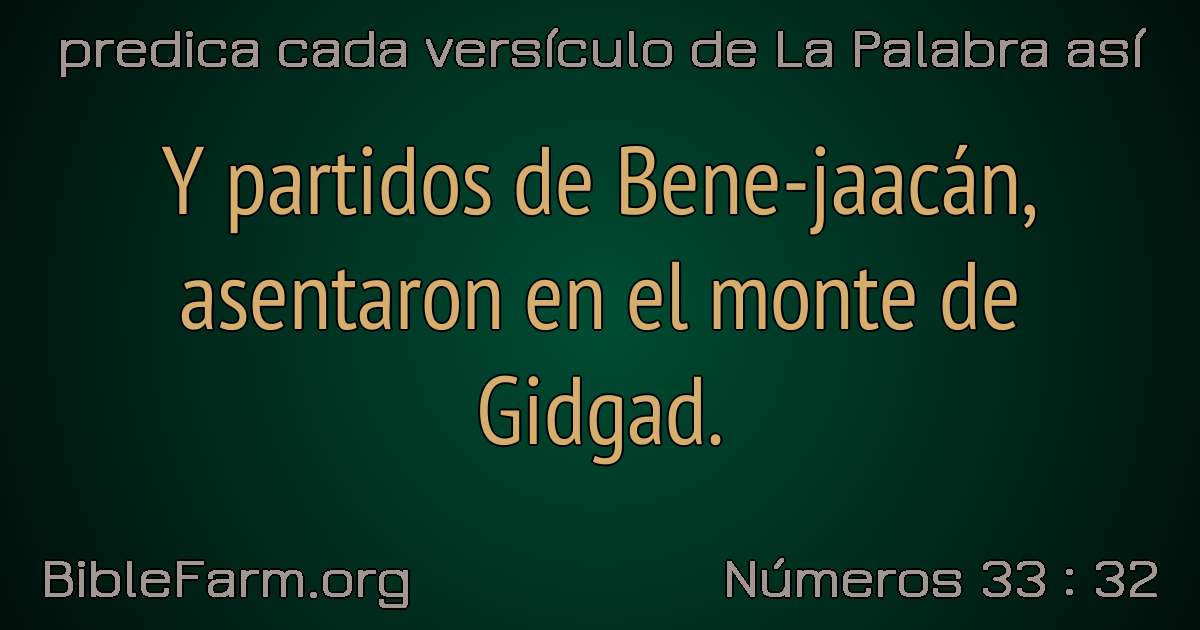 predica cada versículo de La Palabra así
Y partidos de Bene-jaacán,
asentaron en el monte de
Gidgad.
BibleFarm.org
Números 33 : 32